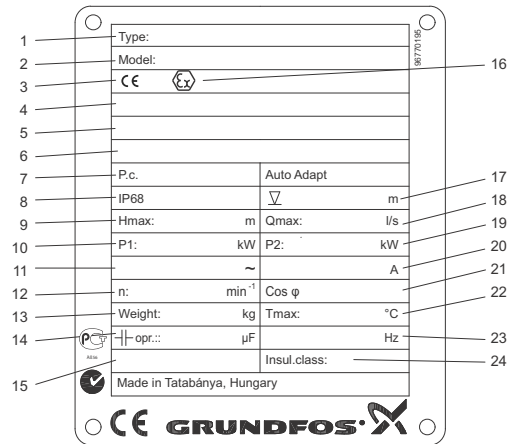 1 Type:
2 Model:
3 CE Ex 16
4
5
6
7 P.c. Auto Adapt
8 IP68 m 17
9 Hmax: m Qmax: l/s 18
10 P1: kW P2: kW 19
11 ~ A 20
12 n: min⁻¹ Cos φ 21
13 Weight: kg Tmax: °C 22
14 opr.:: µF Hz 23
15 Insul.class: 24
Made in Tatabánya, Hungary
CE GRUNDFOS
96770195